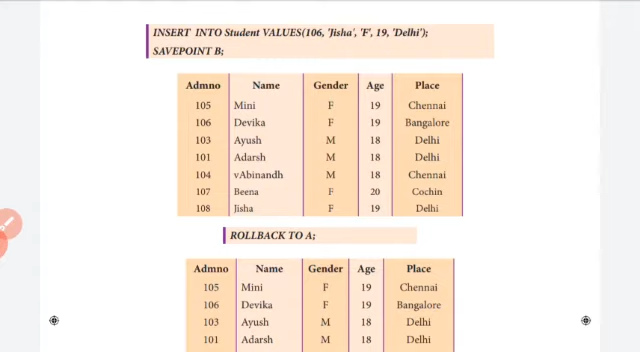 INSERT INTO Student VALUES(106, 'Jisha', 'F', 19, 'Delhi');
SAVEPOINT B;
Admno Name Gender Age Place
105 Mini F 19 Chennai
106 Devika F 19 Bangalore
103 Ayush M 18 Delhi
101 Adarsh M 18 Delhi
104 vAbinandh M 18 Chennai
107 Beena F 20 Cochin
108 Jisha F 19 Delhi
ROLLBACK TO A;
Admno Name Gender Age Place
105 Mini F 19 Chennai
106 Devika F 19 Bangalore
103 Ayush M 18 Delhi
101 Adarsh M 18 Delhi